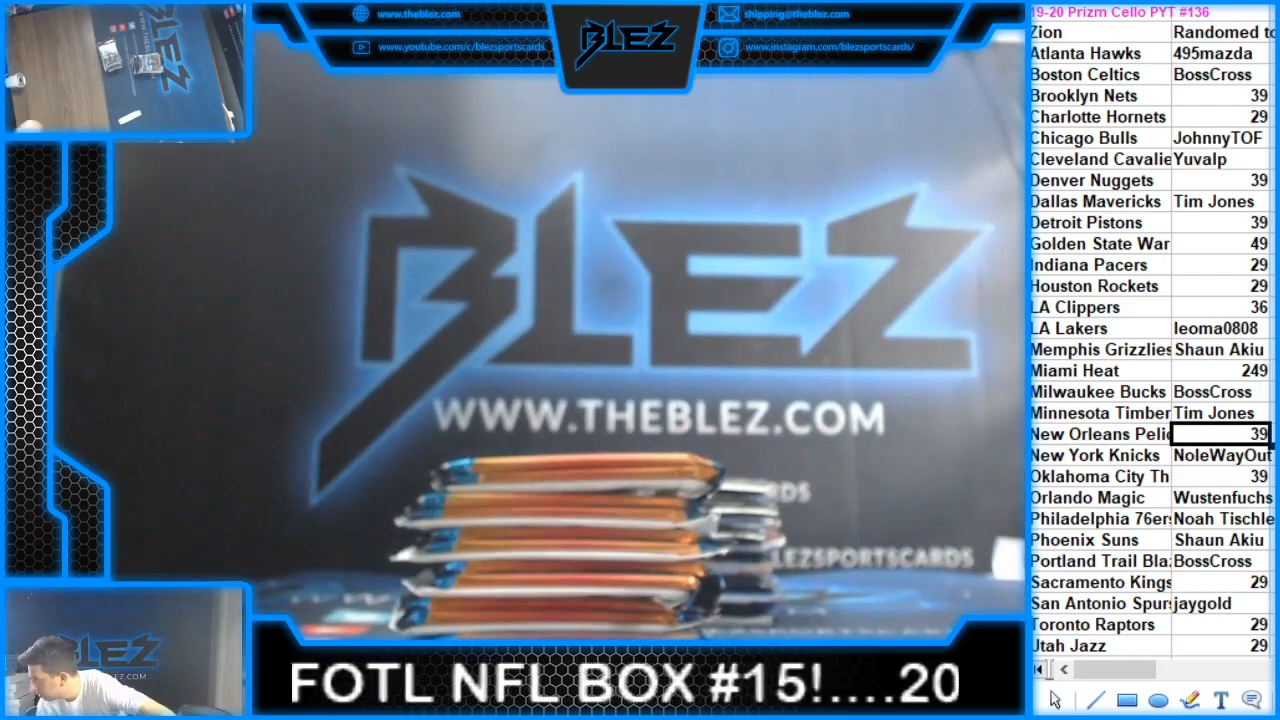 www.theblez.com
shipping@theblez.com
www.youtube.com/c/blezsportscards
www.instagram.com/blezsportscards/
BLEZ
BLEZ
WWW.THEBLEZ.COM
LEZSPORTSCARDS
FOTL NFL BOX #15!....20
19-20 Prizm Cello PYT #136
Zion Randomed to
Atlanta Hawks 495mazda
Boston Celtics BossCross
Brooklyn Nets 39
Charlotte Hornets 29
Chicago Bulls JohnnyTOF
Cleveland Cavalie Yuvalp
Denver Nuggets 39
Dallas Mavericks Tim Jones
Detroit Pistons 39
Golden State War 49
Indiana Pacers 29
Houston Rockets 29
LA Clippers 36
LA Lakers leoma0808
Memphis Grizzlies Shaun Akiu
Miami Heat 249
Milwaukee Bucks BossCross
Minnesota Timber Tim Jones
New Orleans Peli 39
New York Knicks NoleWayOut
Oklahoma City Th 39
Orlando Magic Wustenfuchs
Philadelphia 76ers Noah Tischle
Phoenix Suns Shaun Akiu
Portland Trail Bla BossCross
Sacramento Kings 29
San Antonio Spurs jaygold
Toronto Raptors 29
Utah Jazz 29